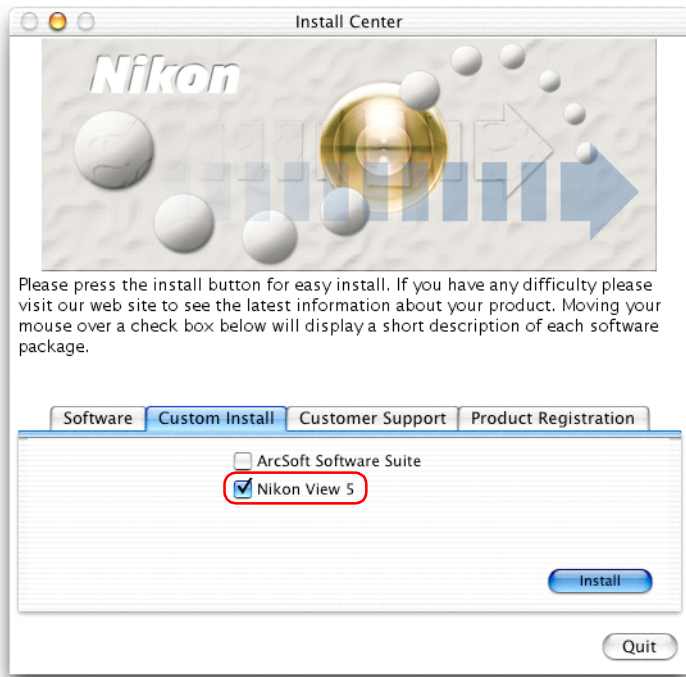 Install Center
Nikon
Please press the install button for easy install. If you have any difficulty please
visit our web site to see the latest information about your product. Moving your
mouse over a check box below will display a short description of each software
package.
Software Custom Install Customer Support Product Registration
ArcSoft Software Suite
Nikon View 5
Install
Quit